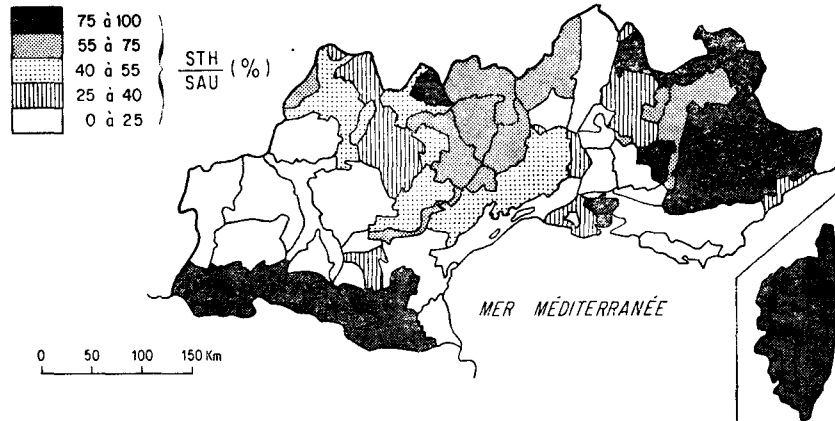 75 à 100
55 à 75
40 à 55
25 à 40
0 à 25
STH
SAU
(%)
MER MÉDITERRANÉE
0 50 100 150 Km